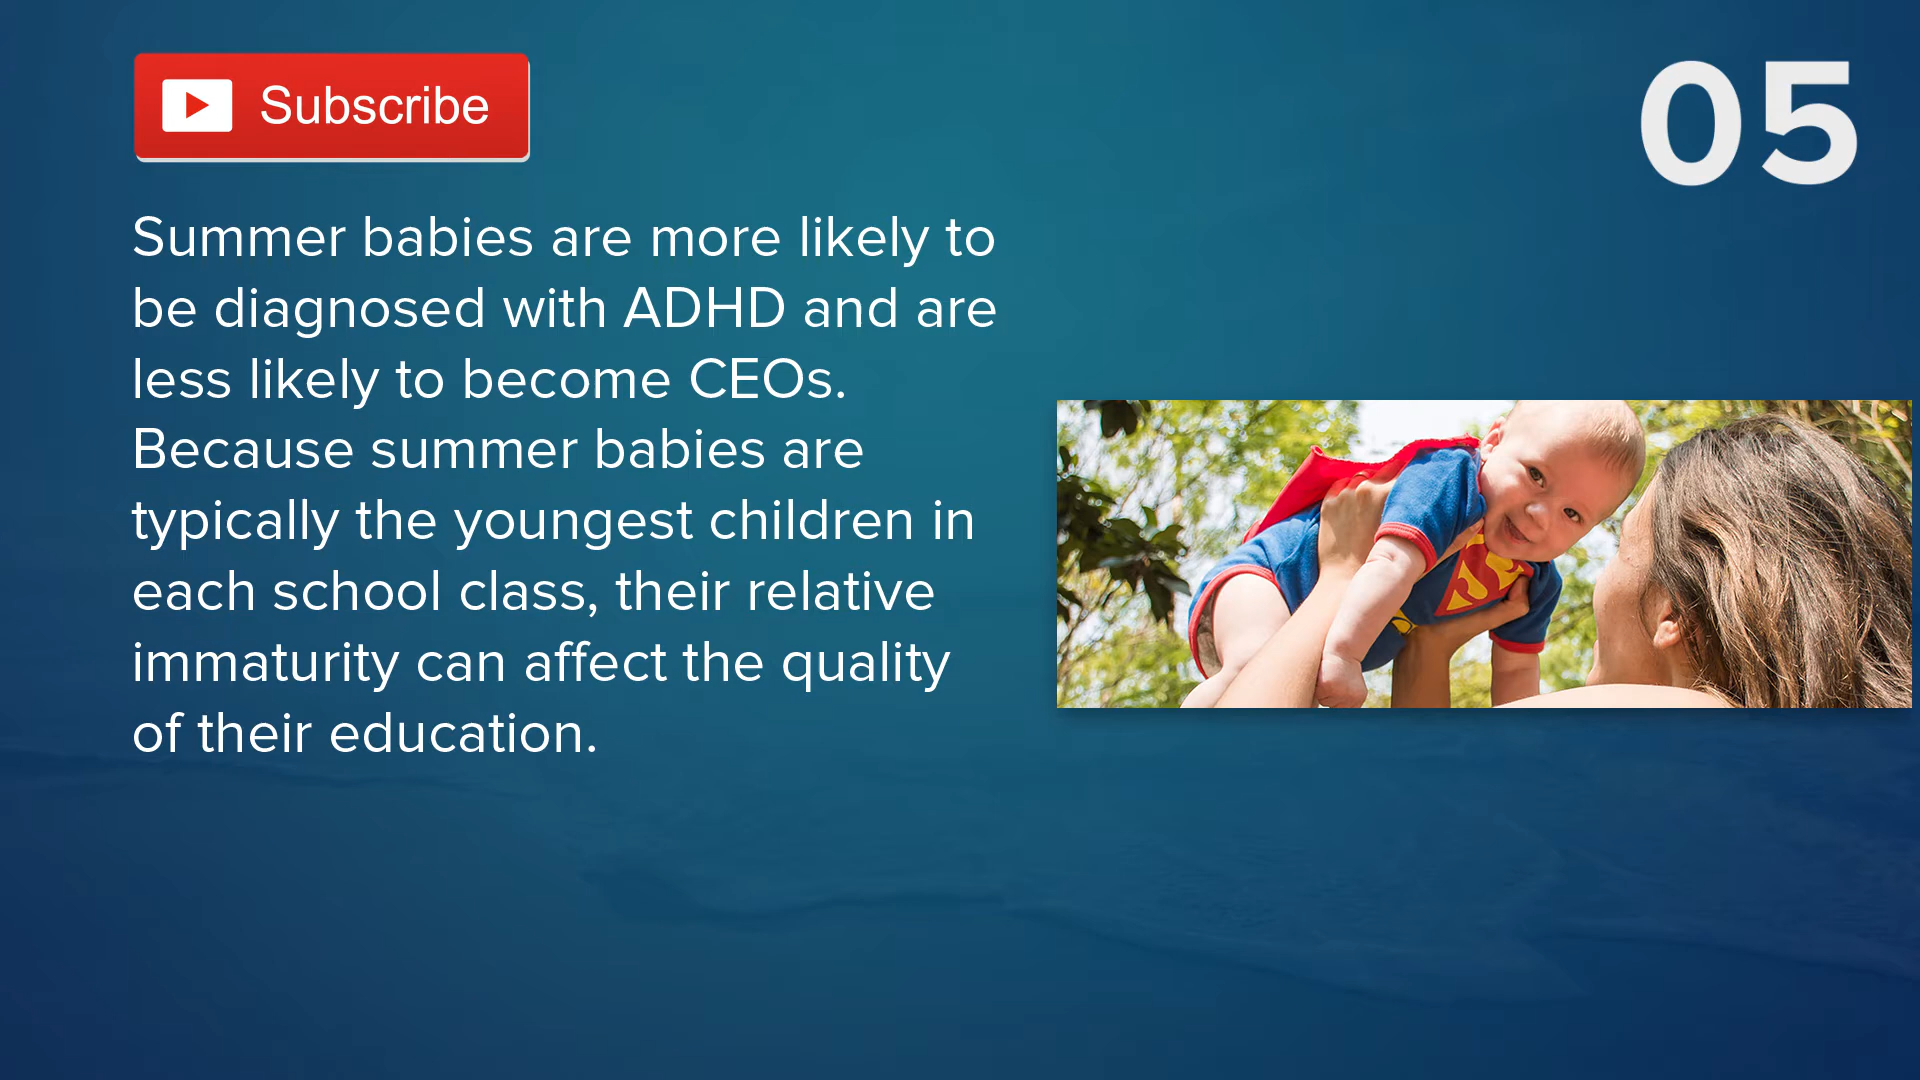 Subscribe
05
Summer babies are more likely to
be diagnosed with ADHD and are
less likely to become CEOs.
Because summer babies are
typically the youngest children in
each school class, their relative
immaturity can affect the quality
of their education.